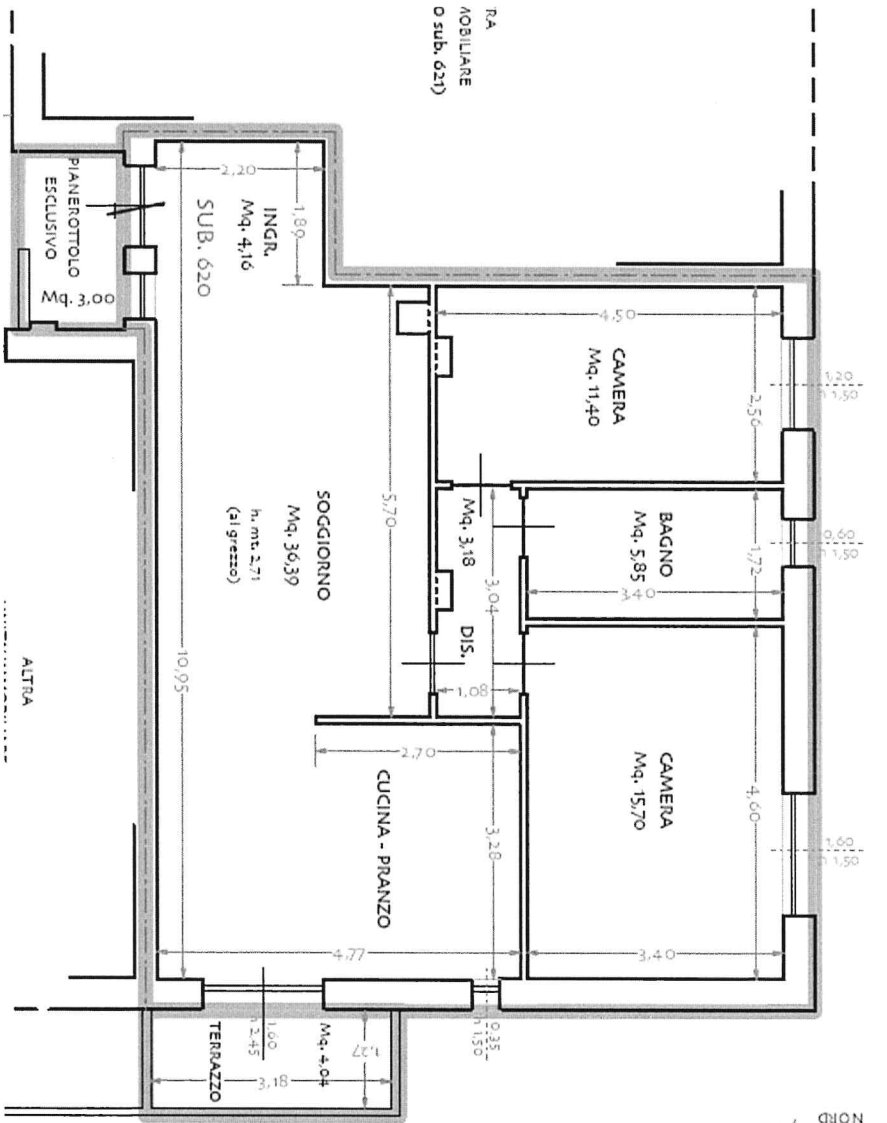 RA
MOBILIARE
O sub. 621)
PIANEROTTOLO
ESCLUSIVO
Mq. 3,00
2,20
1,89
INGR.
Mq. 4,16
SUB. 620
4,50
CAMERA
Mq. 11,40
2,56
1,20
h 1,50
5,70
SOGGIORNO
Mq. 36,39
h. mt. 2,71
(al grezzo)
10,95
Mq. 3,18
DIS.
3,04
1,08
BAGNO
Mq. 5,85
1,72
3,40
0,60
h 1,50
CAMERA
Mq. 15,70
4,60
3,40
1,60
h 1,50
2,70
CUCINA - PRANZO
3,28
4,77
0,35
h 1,50
1,60
h 2,45
TERRAZZO
Mq. 4,04
1,27
3,18
ALTRA
NORD